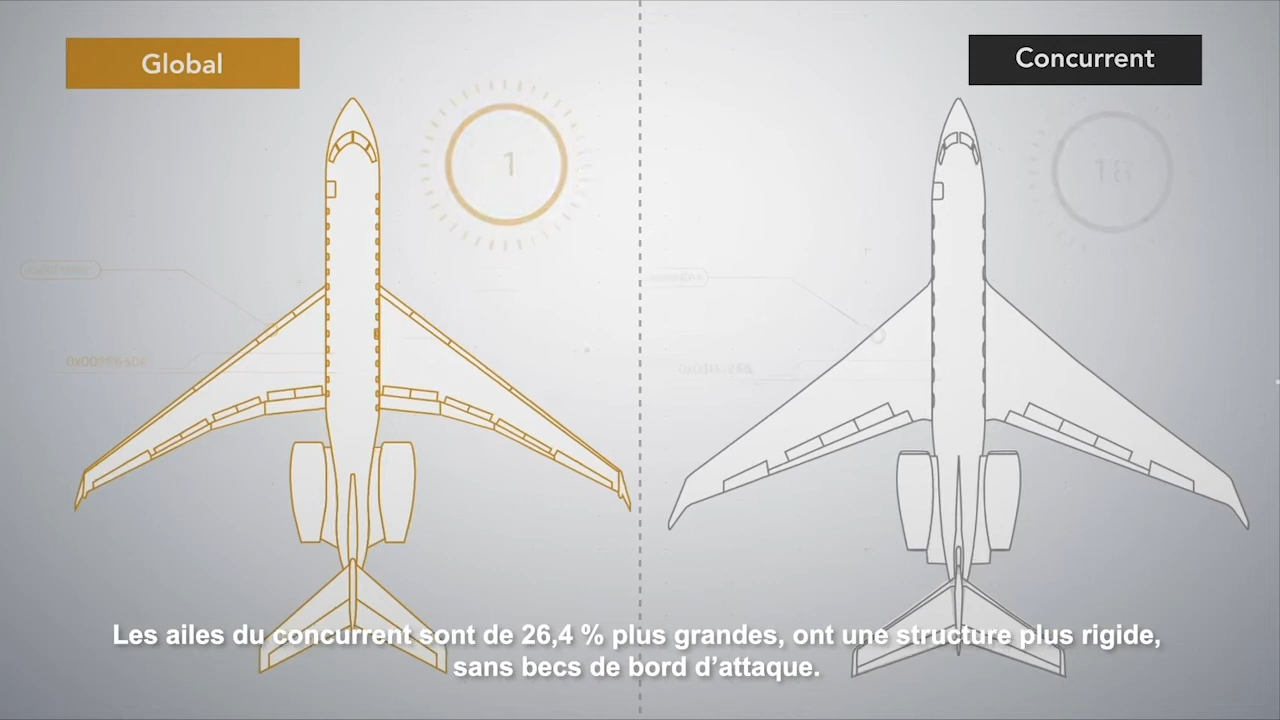 Global
Concurrent
1
Les ailes du concurrent sont de 26,4 % plus grandes, ont une structure plus rigide,
sans becs de bord d’attaque.